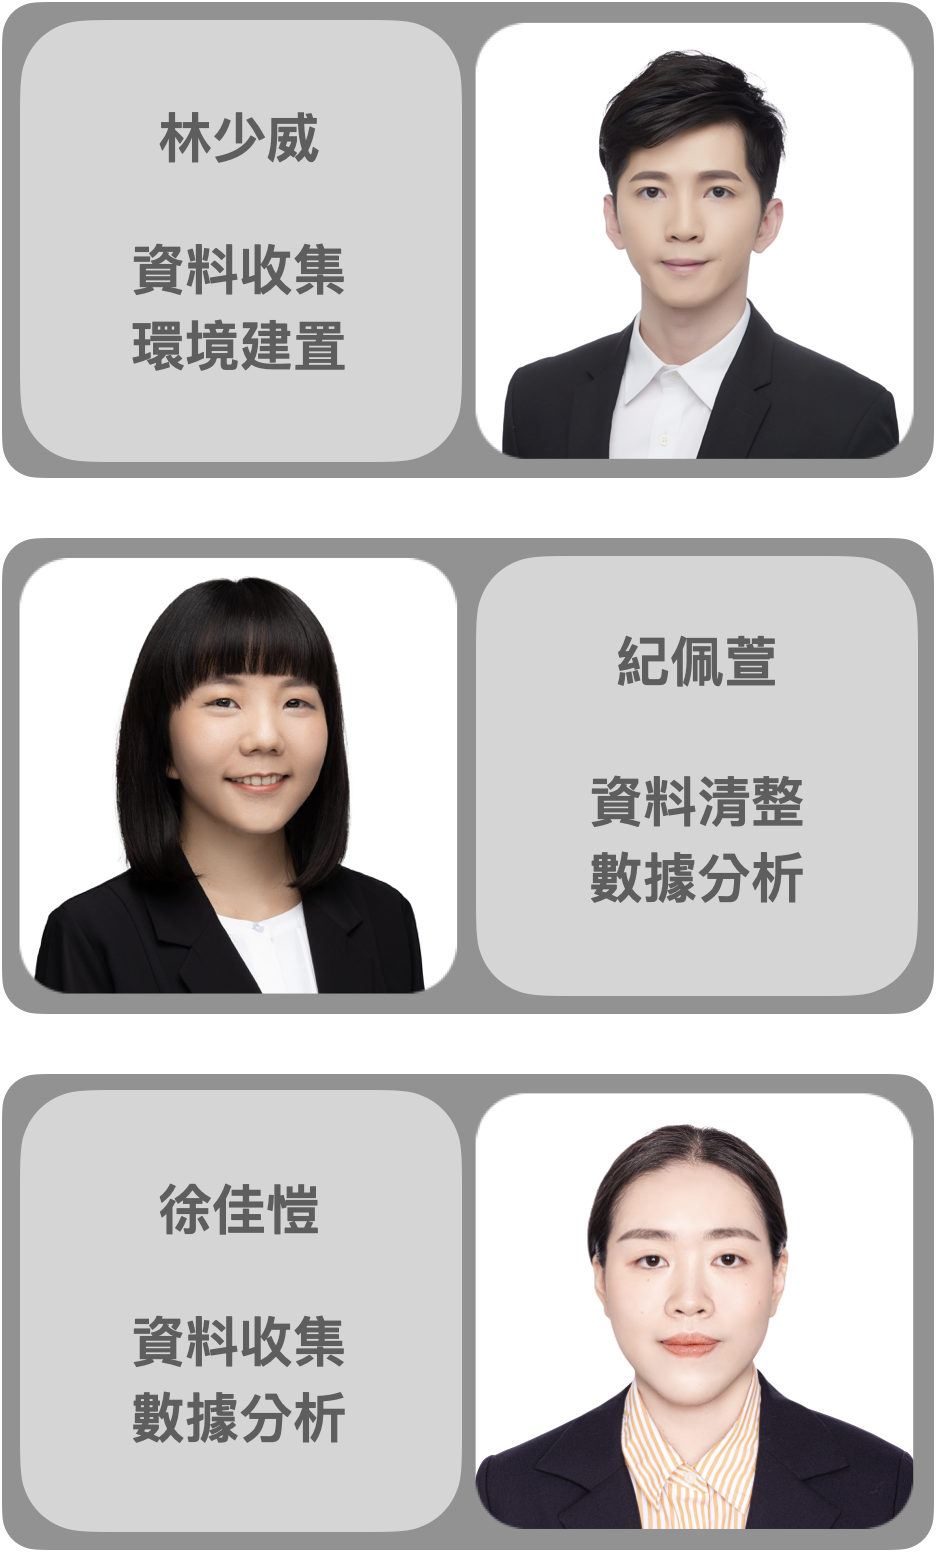 林少威
資料收集
環境建置
紀佩萱
資料清整
數據分析
徐佳愷
資料收集
數據分析